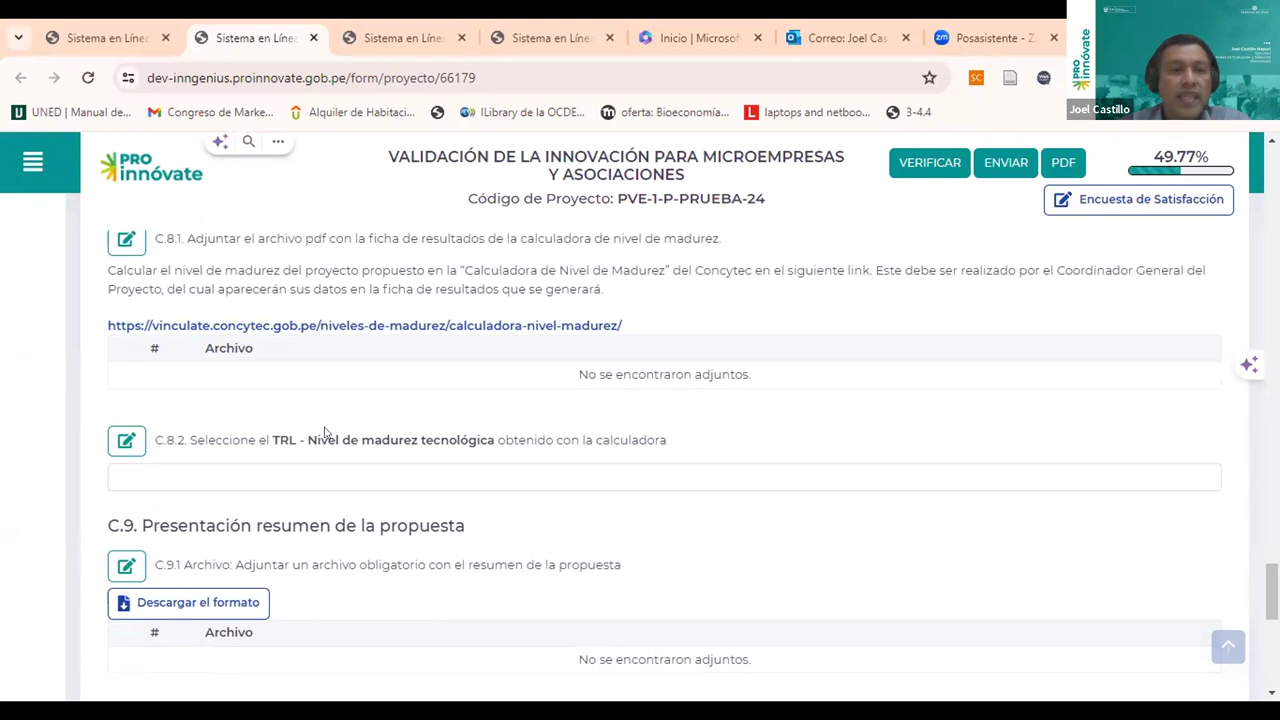 Sistema en Líne
Sistema en Líne
Sistema en Líne
Sistema en Líne
Inicio | Microsof
Correo: Joel Cas
Posasistente - Z
dev-inngenius.proinnovate.gob.pe/form/proyecto/66179
UNED | Manual de...
Congreso de Marke...
Alquiler de Habitaci...
ILibrary de la OCDE...
oferta: Bioeconomía...
laptops and netboo...
3-4.4
PRO innóvate
Joel Castillo
PRO innóvate
VALIDACIÓN DE LA INNOVACIÓN PARA MICROEMPRESAS
Y ASOCIACIONES
Código de Proyecto: PVE-1-P-PRUEBA-24
VERIFICAR
ENVIAR
PDF
49.77%
Encuesta de Satisfacción
C.8.1. Adjuntar el archivo pdf con la ficha de resultados de la calculadora de nivel de madurez.
Calcular el nivel de madurez del proyecto propuesto en la “Calculadora de Nivel de Madurez” del Concytec en el siguiente link. Este debe ser realizado por el Coordinador General del
Proyecto, del cual aparecerán sus datos en la ficha de resultados que se generará.
https://vinculate.concytec.gob.pe/niveles-de-madurez/calculadora-nivel-madurez/
# Archivo
No se encontraron adjuntos.
C.8.2. Seleccione el TRL - Nivel de madurez tecnológica obtenido con la calculadora
C.9. Presentación resumen de la propuesta
C.9.1 Archivo: Adjuntar un archivo obligatorio con el resumen de la propuesta
Descargar el formato
# Archivo
No se encontraron adjuntos.